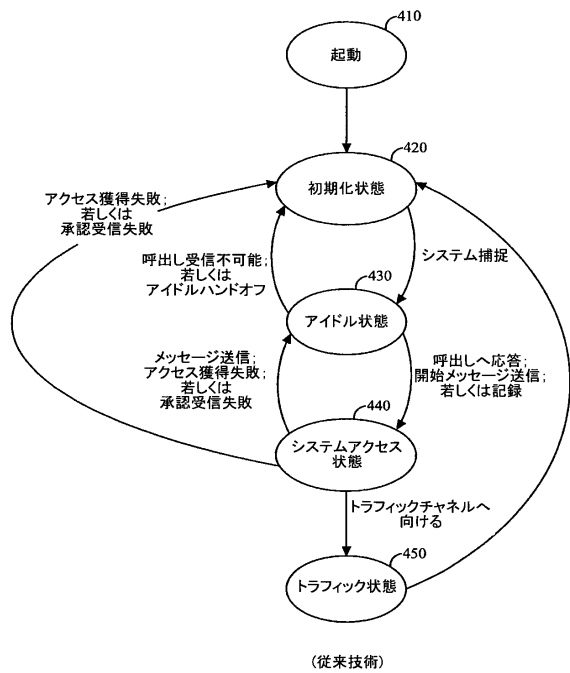 410
起動
420
初期化状態
アクセス獲得失敗;
若しくは
承認受信失敗
呼出し受信不可能;
若しくは
アイドルハンドオフ
システム捕捉
430
アイドル状態
メッセージ送信;
アクセス獲得失敗;
若しくは
承認受信失敗
呼出しへ応答;
開始メッセージ送信;
若しくは記録
440
システムアクセス
状態
トラフィックチャネルへ
向ける
450
トラフィック状態
(従来技術)